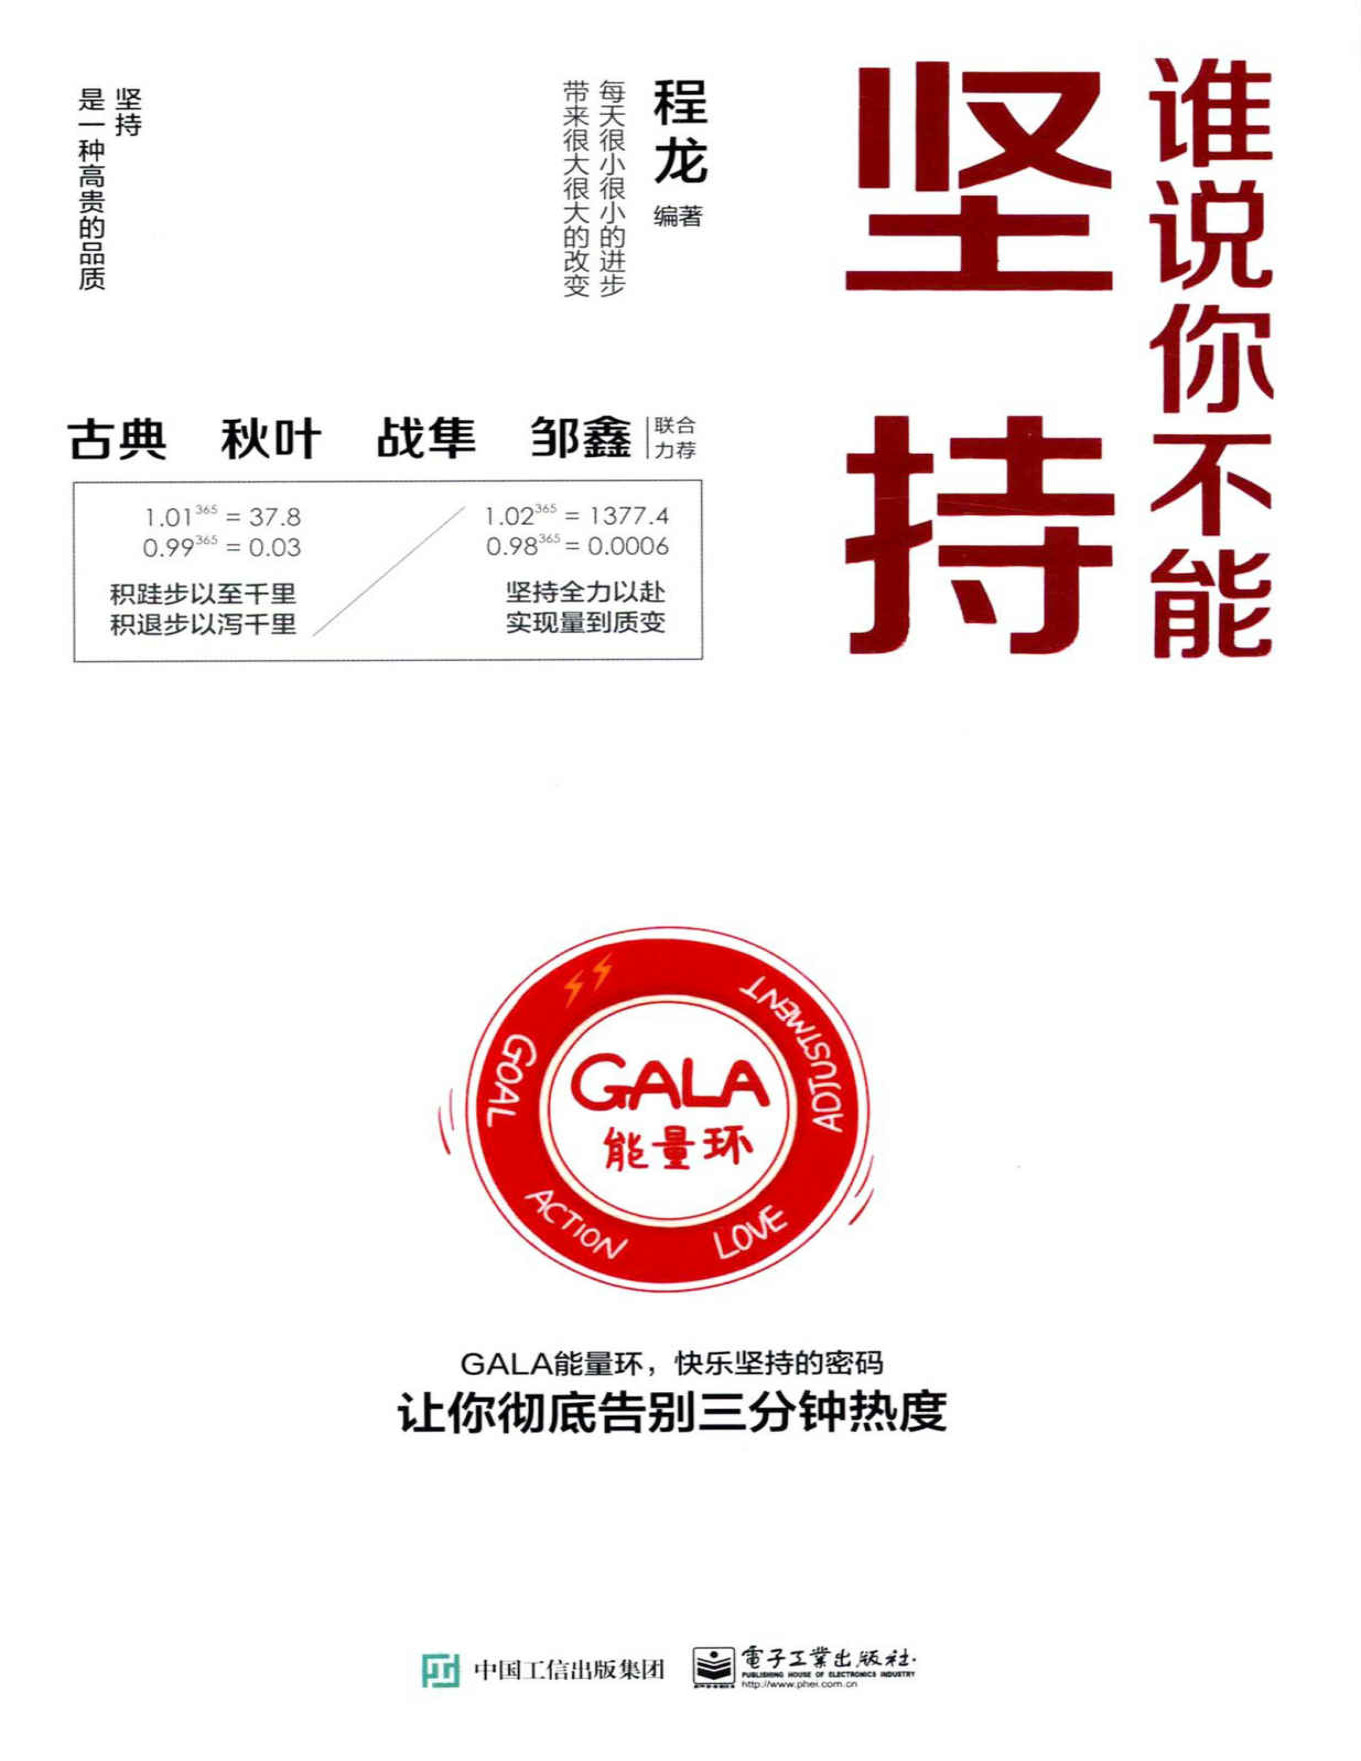 谁说你不能
坚持
程龙 编著
每天很小很小的进步
带来很大很大的改变
坚持
是一种高贵的品质
古典 秋叶 战隼 邹鑫 联合力荐
1.01³⁶⁵ = 37.8
0.99³⁶⁵ = 0.03
积跬步以至千里
积退步以泻千里
1.02³⁶⁵ = 1377.4
0.98³⁶⁵ = 0.0006
坚持全力以赴
实现量到质变
GOAL
ACTION
LOVE
ADJUSTMENT
GALA
能量环
GALA能量环，快乐坚持的密码
让你彻底告别三分钟热度
中国工信出版集团
電子工業出版社·
PUBLISHING HOUSE OF ELECTRONICS INDUSTRY
http://www.phei.com.cn